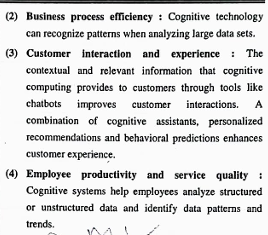 (2) Business process efficiency : Cognitive technology
can recognize patterns when analyzing large data sets.
(3) Customer interaction and experience : The
contextual and relevant information that cognitive
computing provides to customers through tools like
chatbots improves customer interactions. A
combination of cognitive assistants, personalized
recommendations and behavioral predictions enhances
customer experience.
(4) Employee productivity and service quality :
Cognitive systems help employees analyze structured
or unstructured data and identify data patterns and
trends.